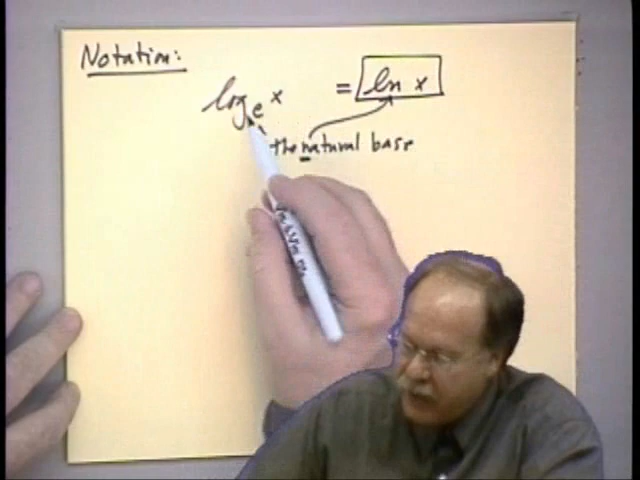 Notation:
logₑ x = ln x
the natural base